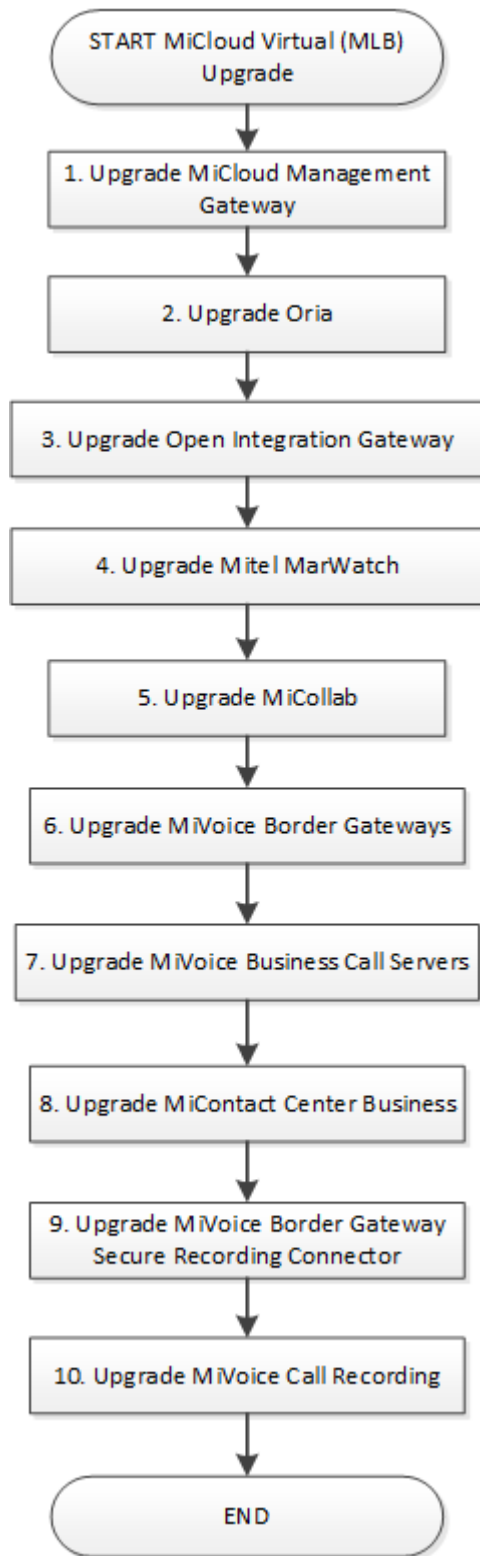 START MiCloud Virtual (MLB)
Upgrade
1. Upgrade MiCloud Management
Gateway
2. Upgrade Oria
3. Upgrade Open Integration Gateway
4. Upgrade Mitel MarWatch
5. Upgrade MiCollab
6. Upgrade MiVoice Border Gateways
7. Upgrade MiVoice Business Call Servers
8. Upgrade MiContact Center Business
9. Upgrade MiVoice Border Gateway
Secure Recording Connector
10. Upgrade MiVoice Call Recording
END